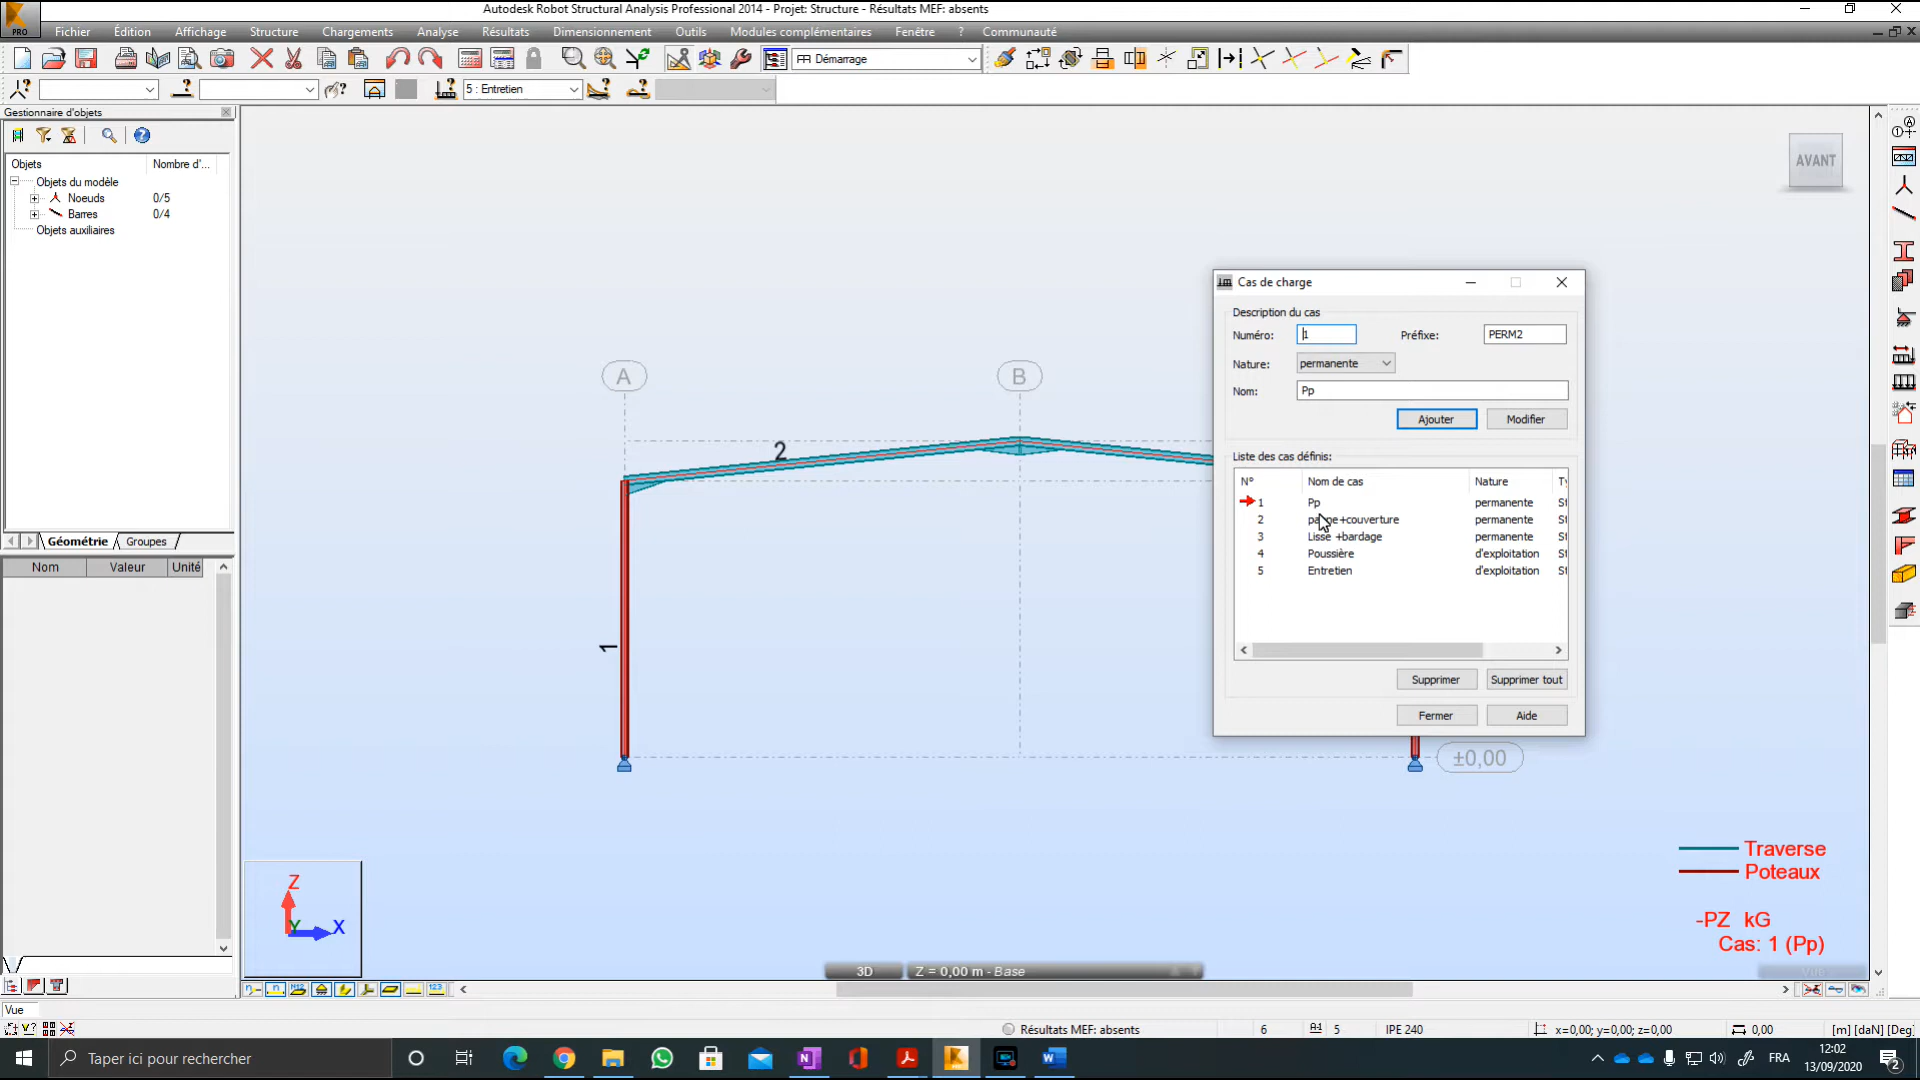 Autodesk Robot Structural Analysis Professional 2014 - Projet: Structure - Résultats MEF: absents
PRO
Fichier Édition Affichage Structure Chargements Analyse Résultats Dimensionnement Outils Modules complémentaires Fenêtre ? Communauté
Démarrage
5 : Entretien
Gestionnaire d'objets
Objets Nombre d'...
Objets du modèle
Noeuds 0/5
Barres 0/4
Objets auxiliaires
Géométrie Groupes
Nom Valeur Unité
AVANT
A
B
2
1
Cas de charge
Description du cas
Numéro: 1 Préfixe: PERM2
Nature: permanente
Nom: Pp
Ajouter Modifier
Liste des cas définis:
N° Nom de cas Nature
1 Pp permanente
2 +couverture permanente
3 Lisse +bardage permanente
4 Poussière d'exploitation
5 Entretien d'exploitation
Supprimer Supprimer tout
Fermer Aide
±0,00
Traverse
Poteaux
-PZ kG
Cas: 1 (Pp)
Z
Y X
3D Z = 0,00 m - Base
Vue
Résultats MEF: absents 6 5 IPE 240 x=0,00; y=0,00; z=0,00 0,00 [m] [daN] [Deg]
Taper ici pour rechercher
FRA
12:02
13/09/2020
2